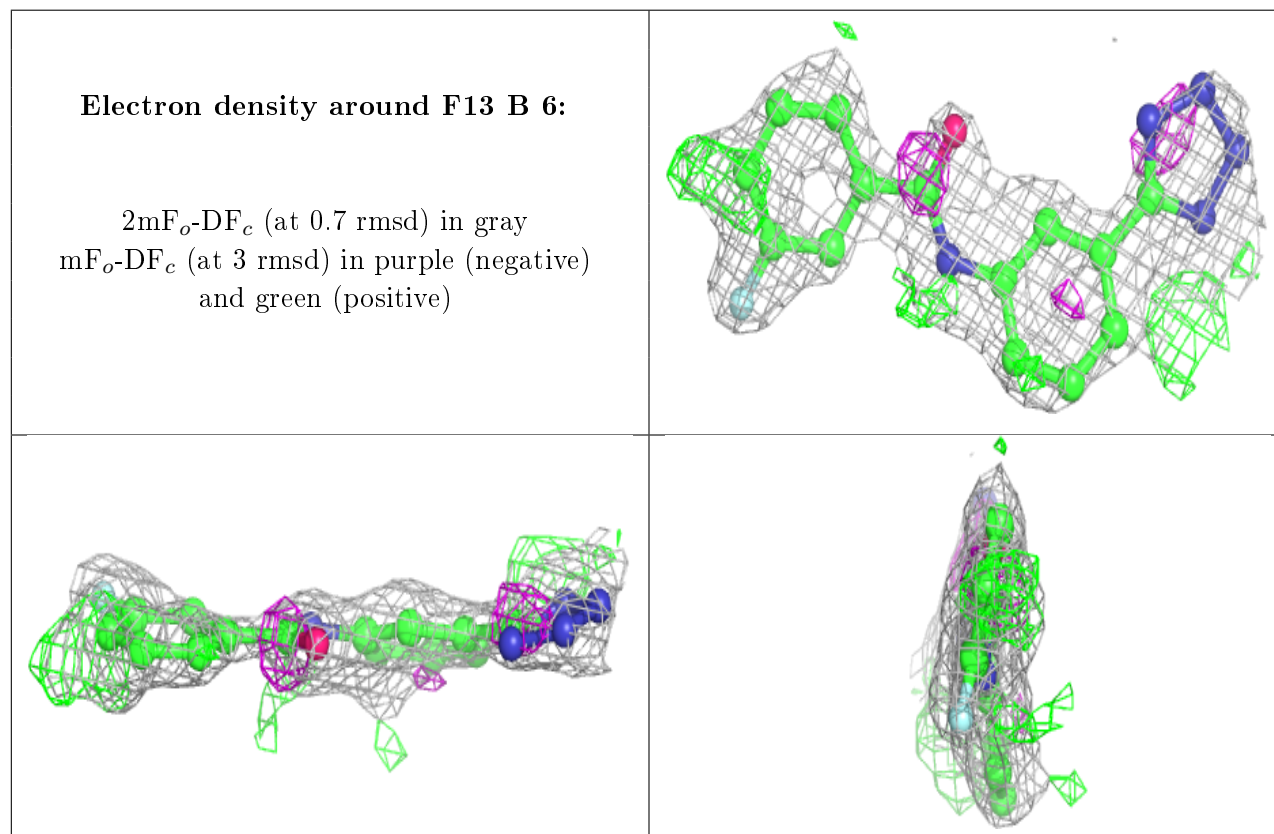 Electron density around F13 B 6:
2mFₒ-DF𝒸 (at 0.7 rmsd) in gray
mFₒ-DF𝒸 (at 3 rmsd) in purple (negative)
and green (positive)